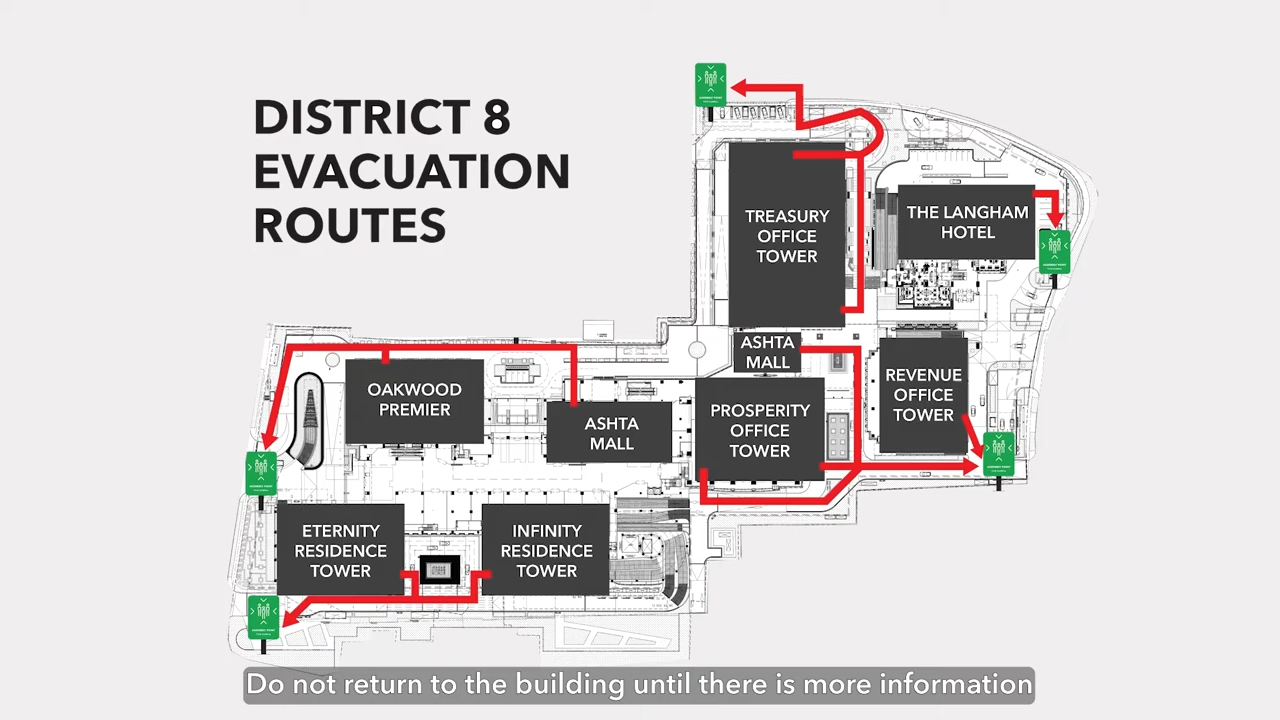 DISTRICT 8
EVACUATION
ROUTES
TREASURY
OFFICE
TOWER
THE LANGHAM
HOTEL
ASHTA
MALL
REVENUE
OFFICE
TOWER
OAKWOOD
PREMIER
ASHTA
MALL
PROSPERITY
OFFICE
TOWER
ETERNITY
RESIDENCE
TOWER
INFINITY
RESIDENCE
TOWER
Do not return to the building until there is more information